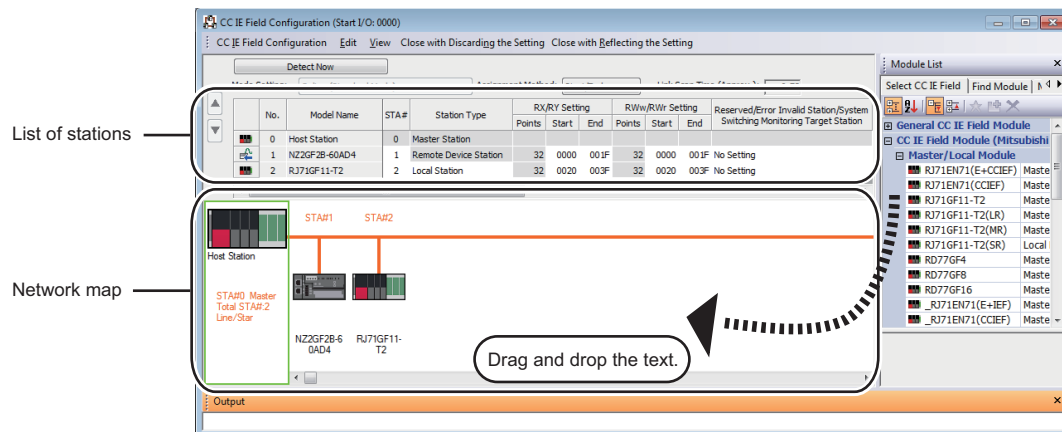 CC IE Field Configuration (Start I/O: 0000)
CC IE Field Configuration Edit View Close with Discarding the Setting Close with Reflecting the Setting
Detect Now
List of stations
No. Model Name STA# Station Type RX/RY Setting RWw/RWr Setting Reserved/Error Invalid Station/System Switching Monitoring Target Station
Points Start End Points Start End
0 Host Station 0 Master Station
1 NZ2GF2B-60AD4 1 Remote Device Station 32 0000 001F 32 0000 001F No Setting
2 RJ71GF11-T2 2 Local Station 32 0020 003F 32 0020 003F No Setting
Network map
STA#1 STA#2
Host Station
STA#0 Master
Total STA#:2
Line/Star
NZ2GF2B-6
0AD4
RJ71GF11-
T2
Drag and drop the text.
Output
Module List
Select CC IE Field Find Module
General CC IE Field Module
CC IE Field Module (Mitsubishi
Master/Local Module
RJ71EN71(E+CCIEF) Maste
RJ71EN71(CCIEF) Maste
RJ71GF11-T2 Maste
RJ71GF11-T2(LR) Maste
RJ71GF11-T2(MR) Maste
RJ71GF11-T2(SR) Local
RD77GF4 Maste
RD77GF8 Maste
RD77GF16 Maste
_RJ71EN71(E+IEF) Maste
_RJ71EN71(CCIEF) Maste